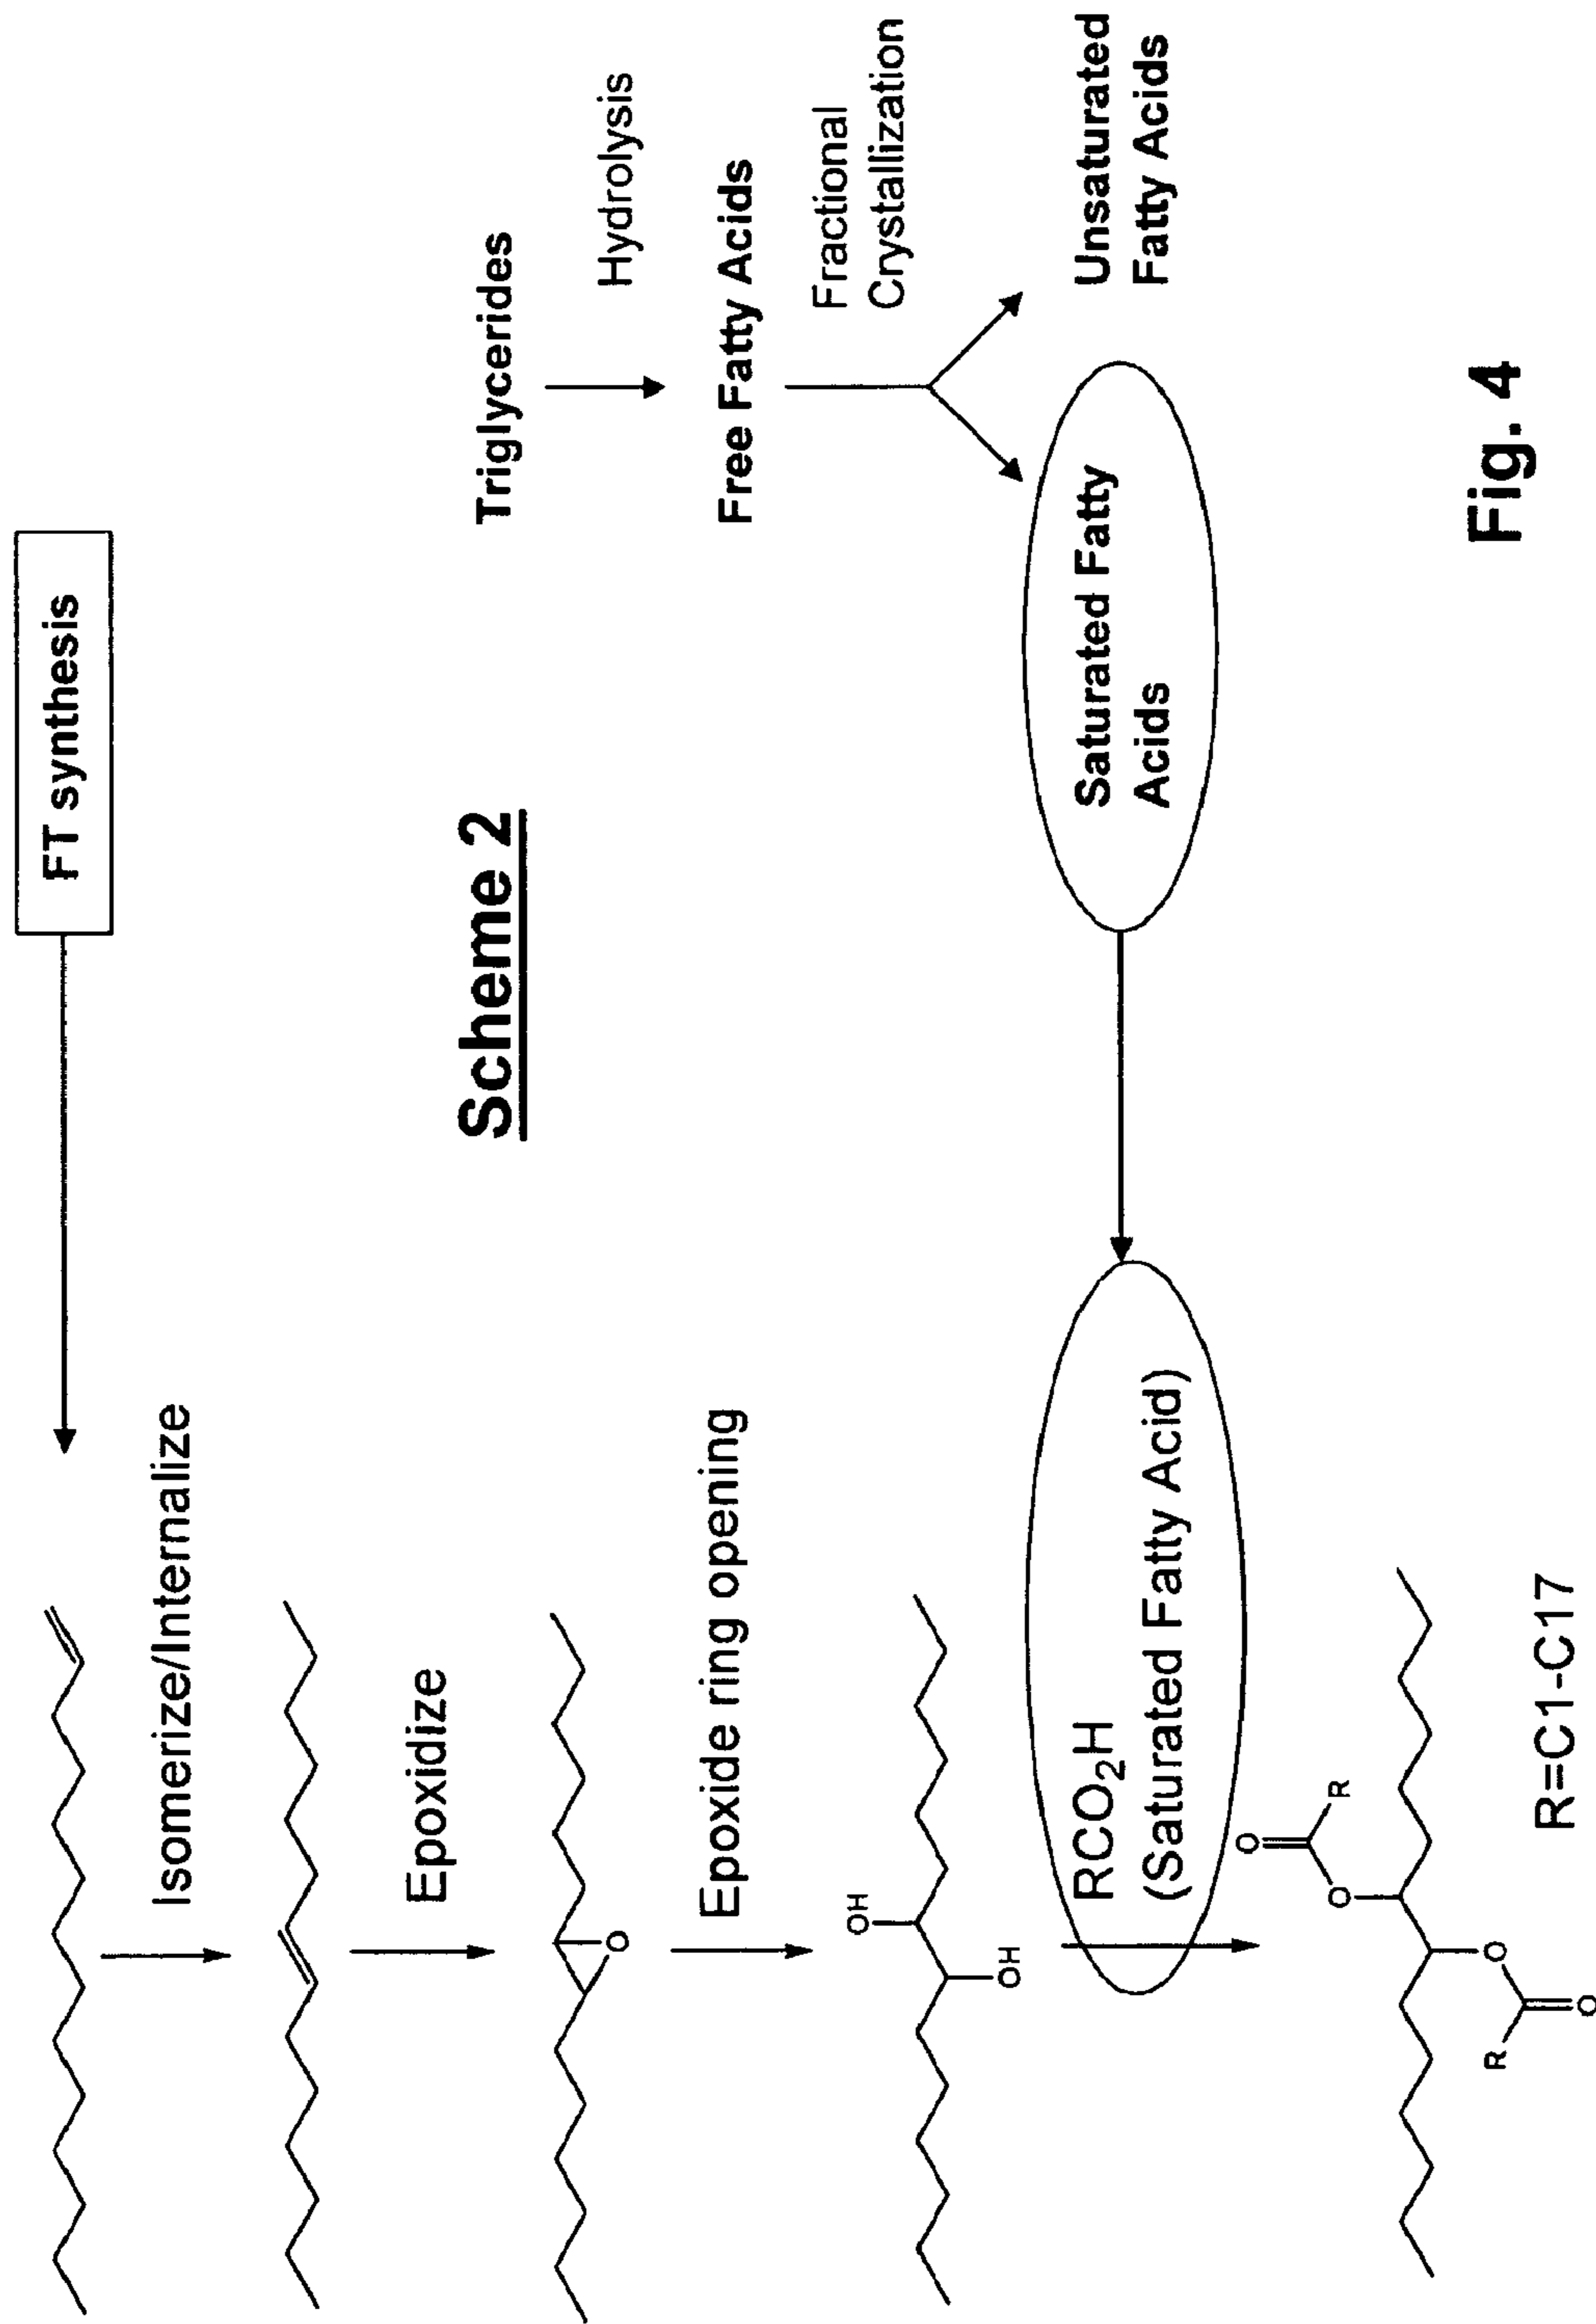 FT synthesis
Isomerize/Internalize
Scheme 2
Triglycerides
Hydrolysis
Epoxidize
O
Free Fatty Acids
Epoxide ring opening
Fractional
Crystallization
OH
OH
RCO₂H
(Saturated Fatty Acid)
Saturated Fatty
Acids
Unsaturated
Fatty Acids
O
O
R
O
R
O
R=C1-C17
Fig. 4